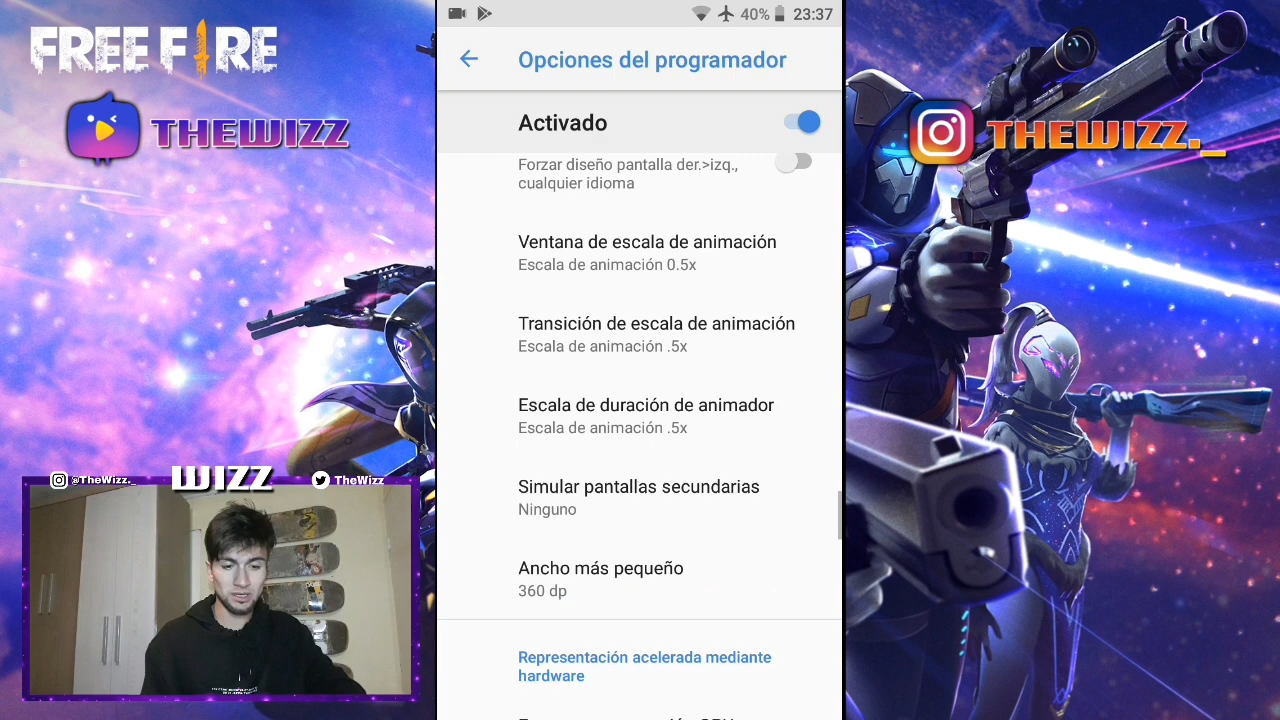 FREE FIRE
THEWIZZ
@TheWizz._
WIZZ
TheWizz
40%
23:37
Opciones del programador
Activado
Forzar diseño pantalla der.>izq.,
cualquier idioma
Ventana de escala de animación
Escala de animación 0.5x
Transición de escala de animación
Escala de animación .5x
Escala de duración de animador
Escala de animación .5x
Simular pantallas secundarias
Ninguno
Ancho más pequeño
360 dp
Representación acelerada mediante
hardware
THEWIZZ._